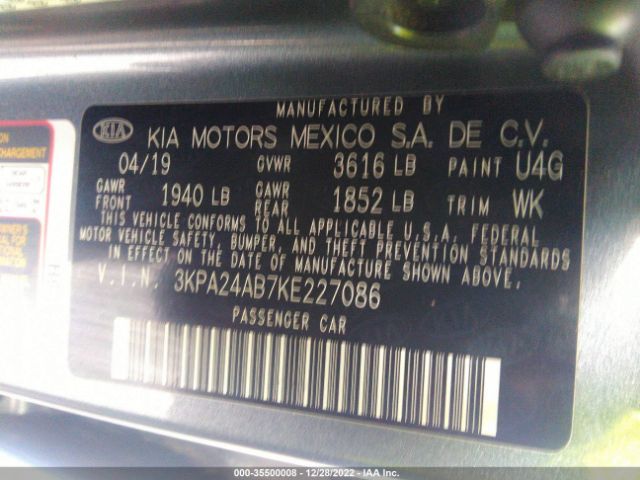 MANUFACTURED BY
KIA KIA MOTORS MEXICO S.A. DE C.V.
04/19 GVWR 3616 LB PAINT U4G
GAWR FRONT 1940 LB GAWR REAR 1852 LB TRIM WK
THIS VEHICLE CONFORMS TO ALL APPLICABLE U.S.A. FEDERAL
MOTOR VEHICLE SAFETY, BUMPER, AND THEFT PREVENTION STANDARDS
IN EFFECT ON THE DATE OF MANUFACTURE SHOWN ABOVE.
V.I.N. 3KPA24AB7KE227086
PASSENGER CAR
ION
CHARGEMENT
000-35500008 - 12/28/2022 - IAA Inc.